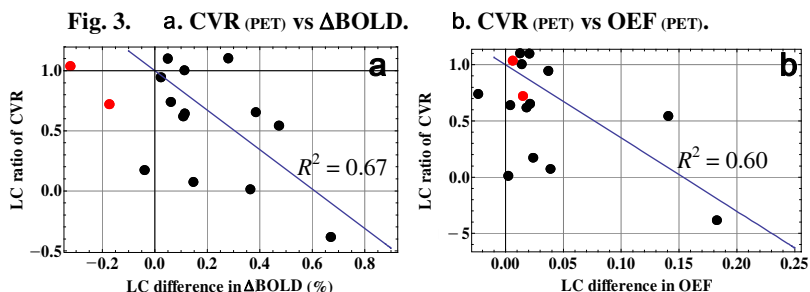 Fig. 3. a. CVR (PET) vs ΔBOLD. b. CVR (PET) vs OEF (PET).
a
LC ratio of CVR
1.0
0.5
0.0
−0.5
R² = 0.67
−0.2 0.0 0.2 0.4 0.6 0.8
LC difference in ΔBOLD (%)
b
LC ratio of CVR
1.0
0.5
0.0
−5
R² = 0.60
0.00 0.05 0.10 0.15 0.20 0.25
LC difference in OEF